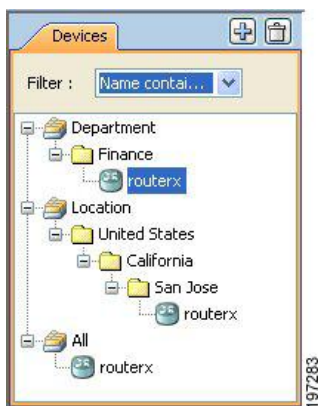 Devices
Filter : Name contai...
Department
Finance
routerx
Location
United States
California
San Jose
routerx
All
routerx
197283